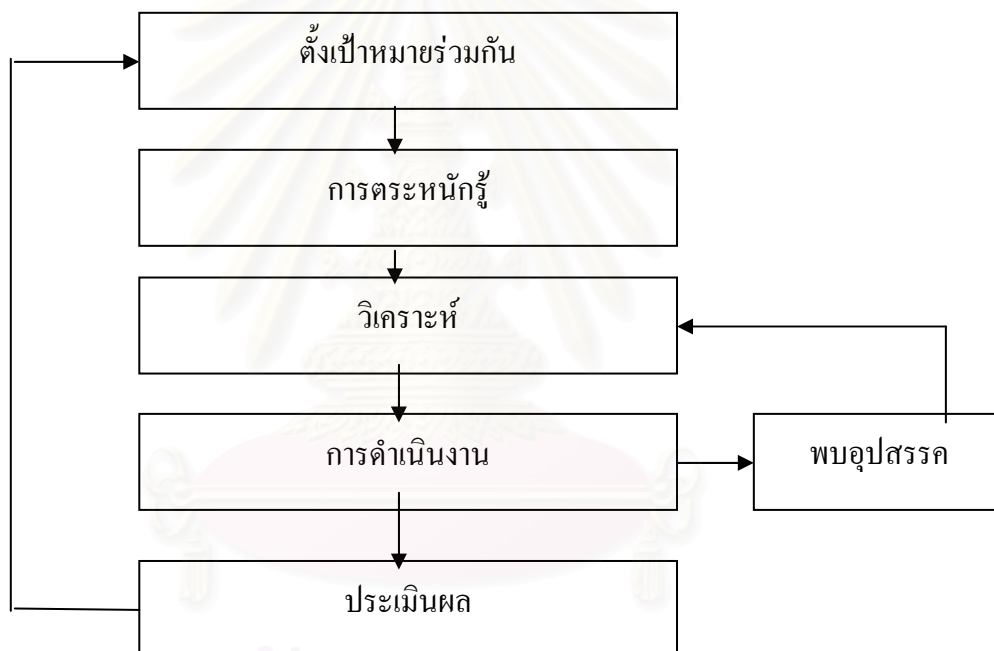 ตั้งเป้าหมายร่วมกัน
การตระหนักรู้
วิเคราะห์
การดำเนินงาน
พบอุปสรรค
ประเมินผล